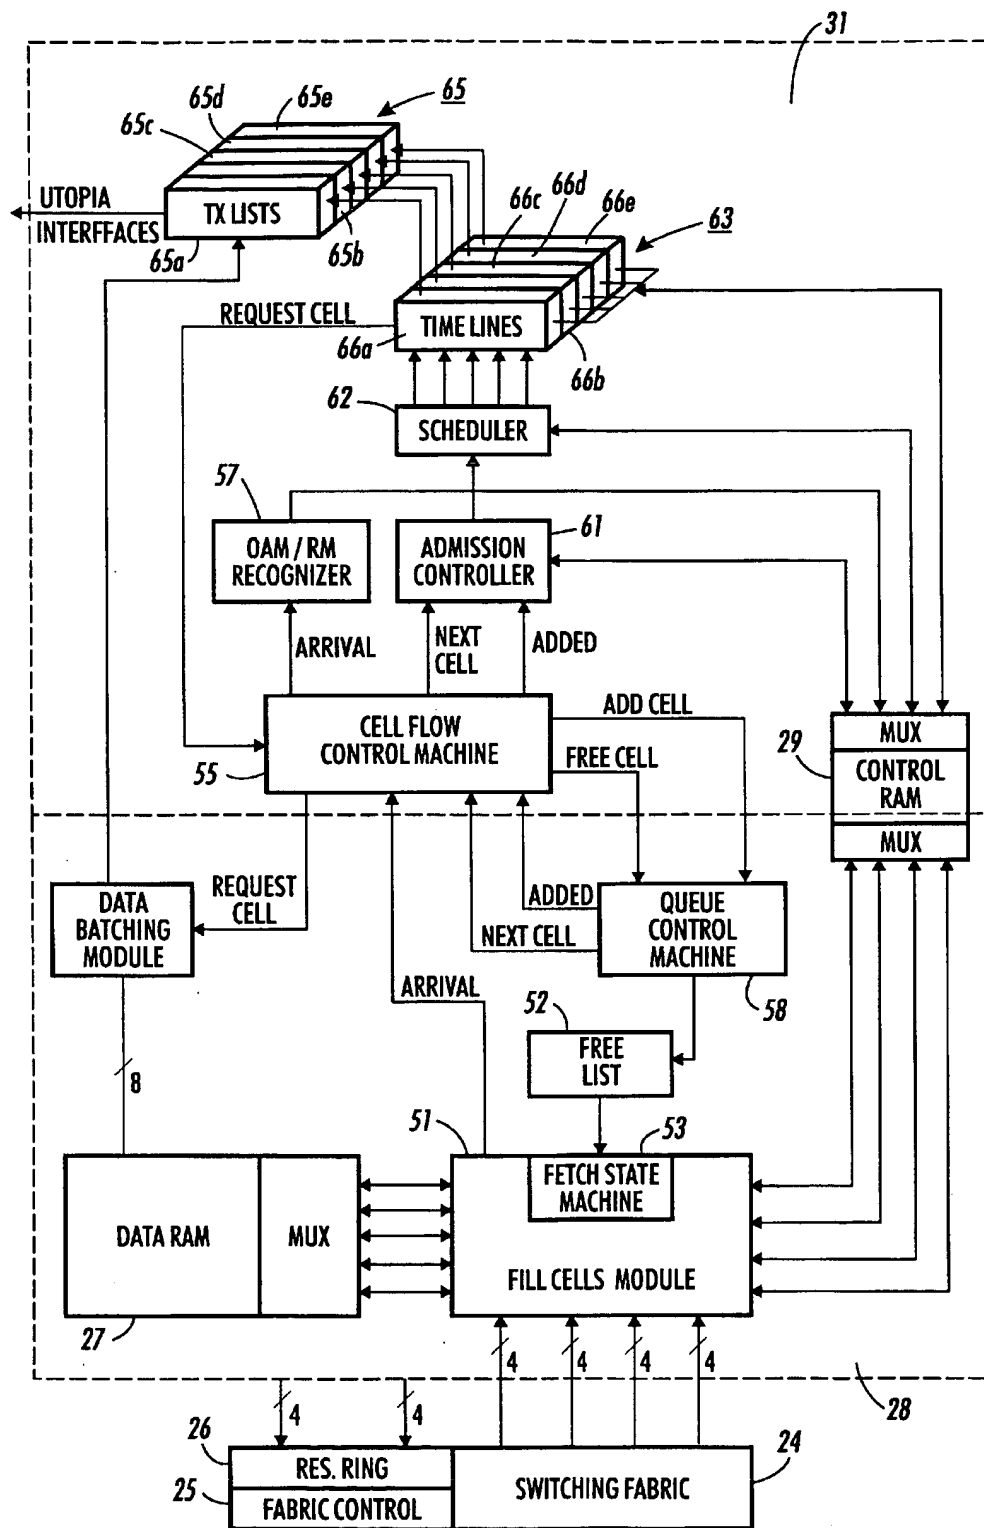 31
65
65e
65d
65c
UTOPIA
INTERFFACES
TX LISTS
65a
65b
66c
66d
66e
63
REQUEST CELL
TIME LINES
66a
66b
62
SCHEDULER
57
OAM / RM
RECOGNIZER
61
ADMISSION
CONTROLLER
ARRIVAL
NEXT
CELL
ADDED
CELL FLOW
CONTROL MACHINE
55
ADD CELL
FREE CELL
29
MUX
CONTROL
RAM
MUX
DATA
BATCHING
MODULE
REQUEST
CELL
ADDED
NEXT CELL
QUEUE
CONTROL
MACHINE
58
ARRIVAL
52
FREE
LIST
8
51
53
FETCH STATE
MACHINE
DATA RAM
MUX
FILL CELLS MODULE
27
4
4
4
4
4
4
28
26
RES. RING
25
FABRIC CONTROL
SWITCHING FABRIC
24